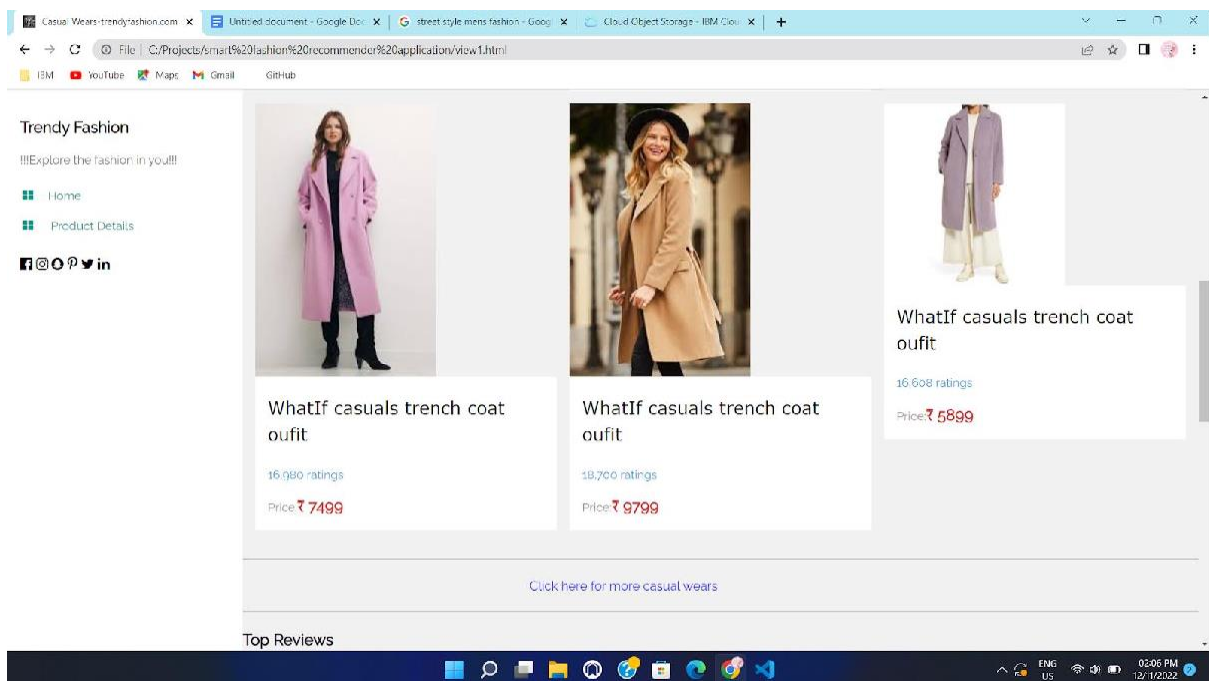 Casual Wears-trendyfashion.com
Untitled document - Google Doc
street style mens fashion - Googl
Cloud Object Storage - IBM Clou
File | C:/Projects/smart%20fashion%20recommender%20application/view1.html
IBM YouTube Maps Gmail GitHub
Trendy Fashion
!!!Explore the fashion in you!!!
Home
Product Details
WhatIf casuals trench coat
oufit
16,980 ratings
Price:₹ 7499
WhatIf casuals trench coat
oufit
18,700 ratings
Price:₹ 9799
WhatIf casuals trench coat
oufit
16,608 ratings
Price:₹ 5899
Click here for more casual wears
Top Reviews
ENG
US
02:06 PM
12/11/2022
2